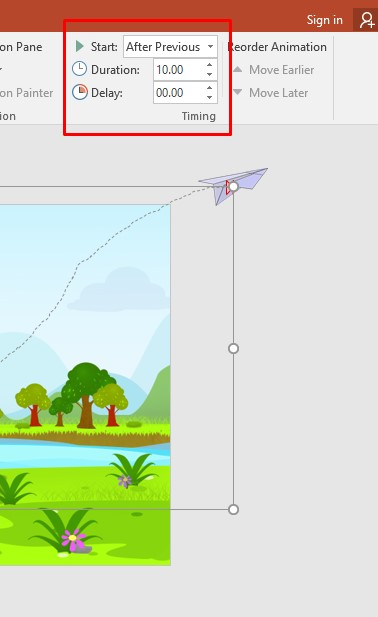 Sign in
on Pane
Start: After Previous
Reorder Animation
r
Duration: 10.00
Move Earlier
on Painter
Delay: 00.00
Move Later
ion
Timing